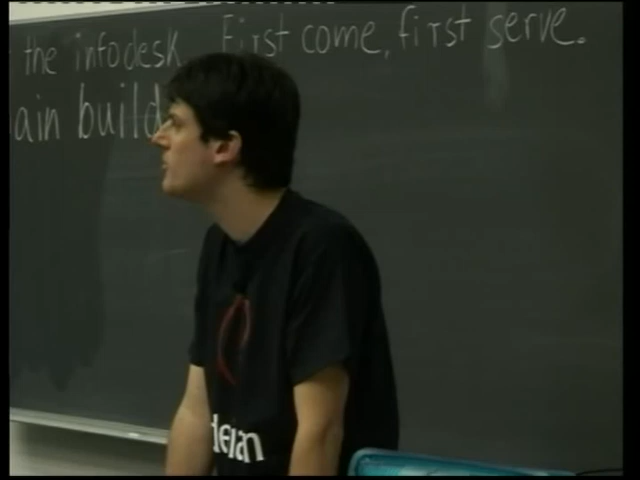 the infodesk. First come, first serve.
ain build
debian